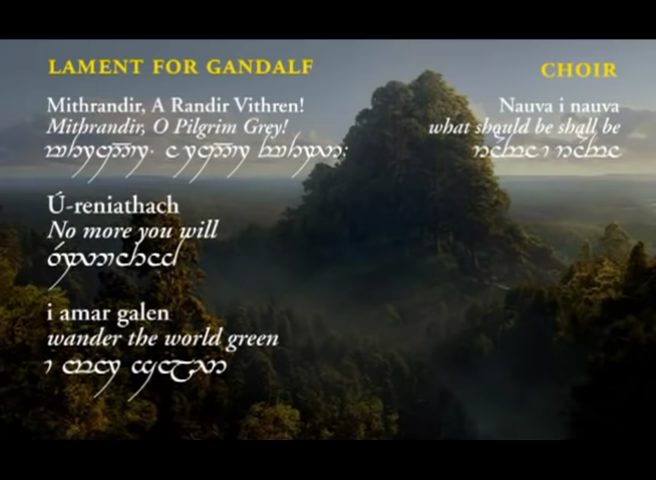 LAMENT FOR GANDALF
Mithrandir, A Randir Vithren!
Mithrandir, O Pilgrim Grey!
Ú-reniathach
No more you will
i amar galen
wander the world green
CHOIR
Nauva i nauva
what should be shall be